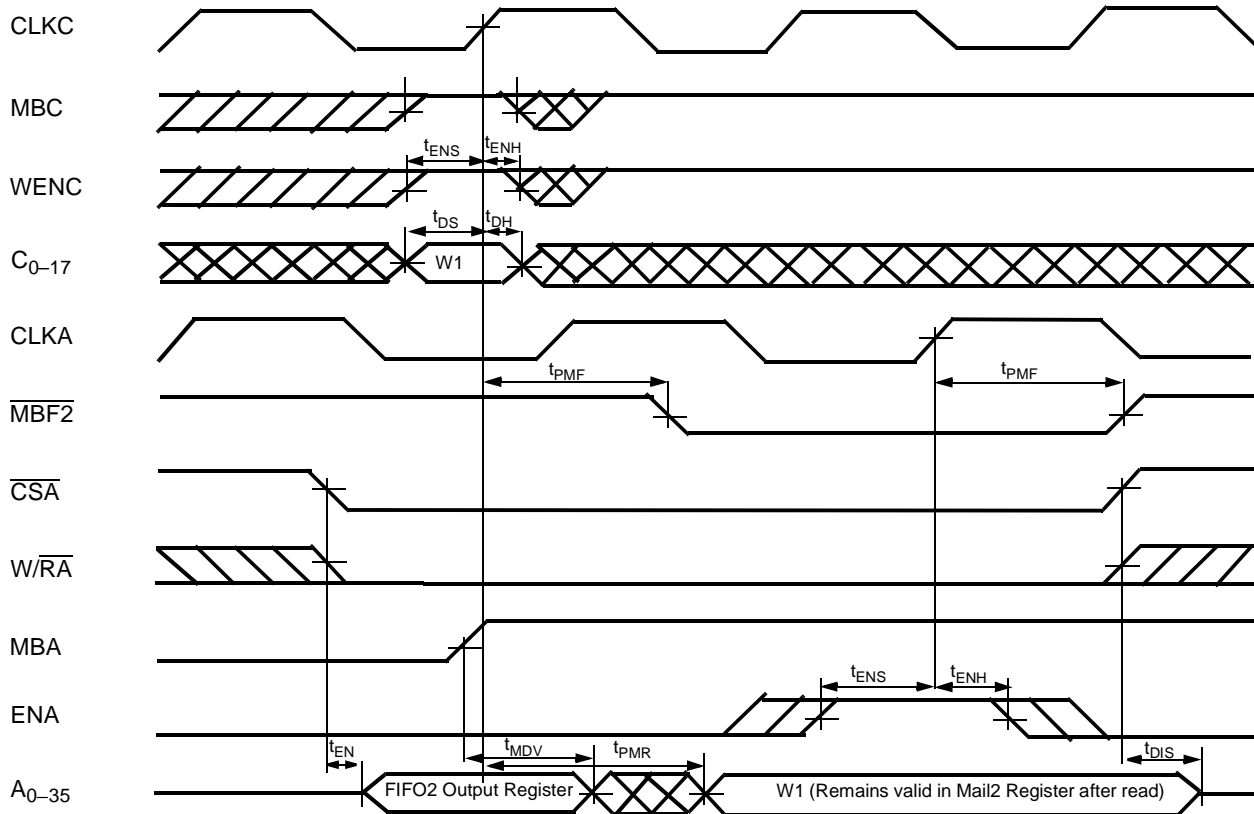 CLKC
MBC
tENS tENH
WENC
tDS tDH
C0–17 W1
CLKA
tPMF tPMF
MBF2
CSA
W/RA
MBA
tENS tENH
ENA
tEN tMDV tPMR tDIS
A0–35 FIFO2 Output Register W1 (Remains valid in Mail2 Register after read)